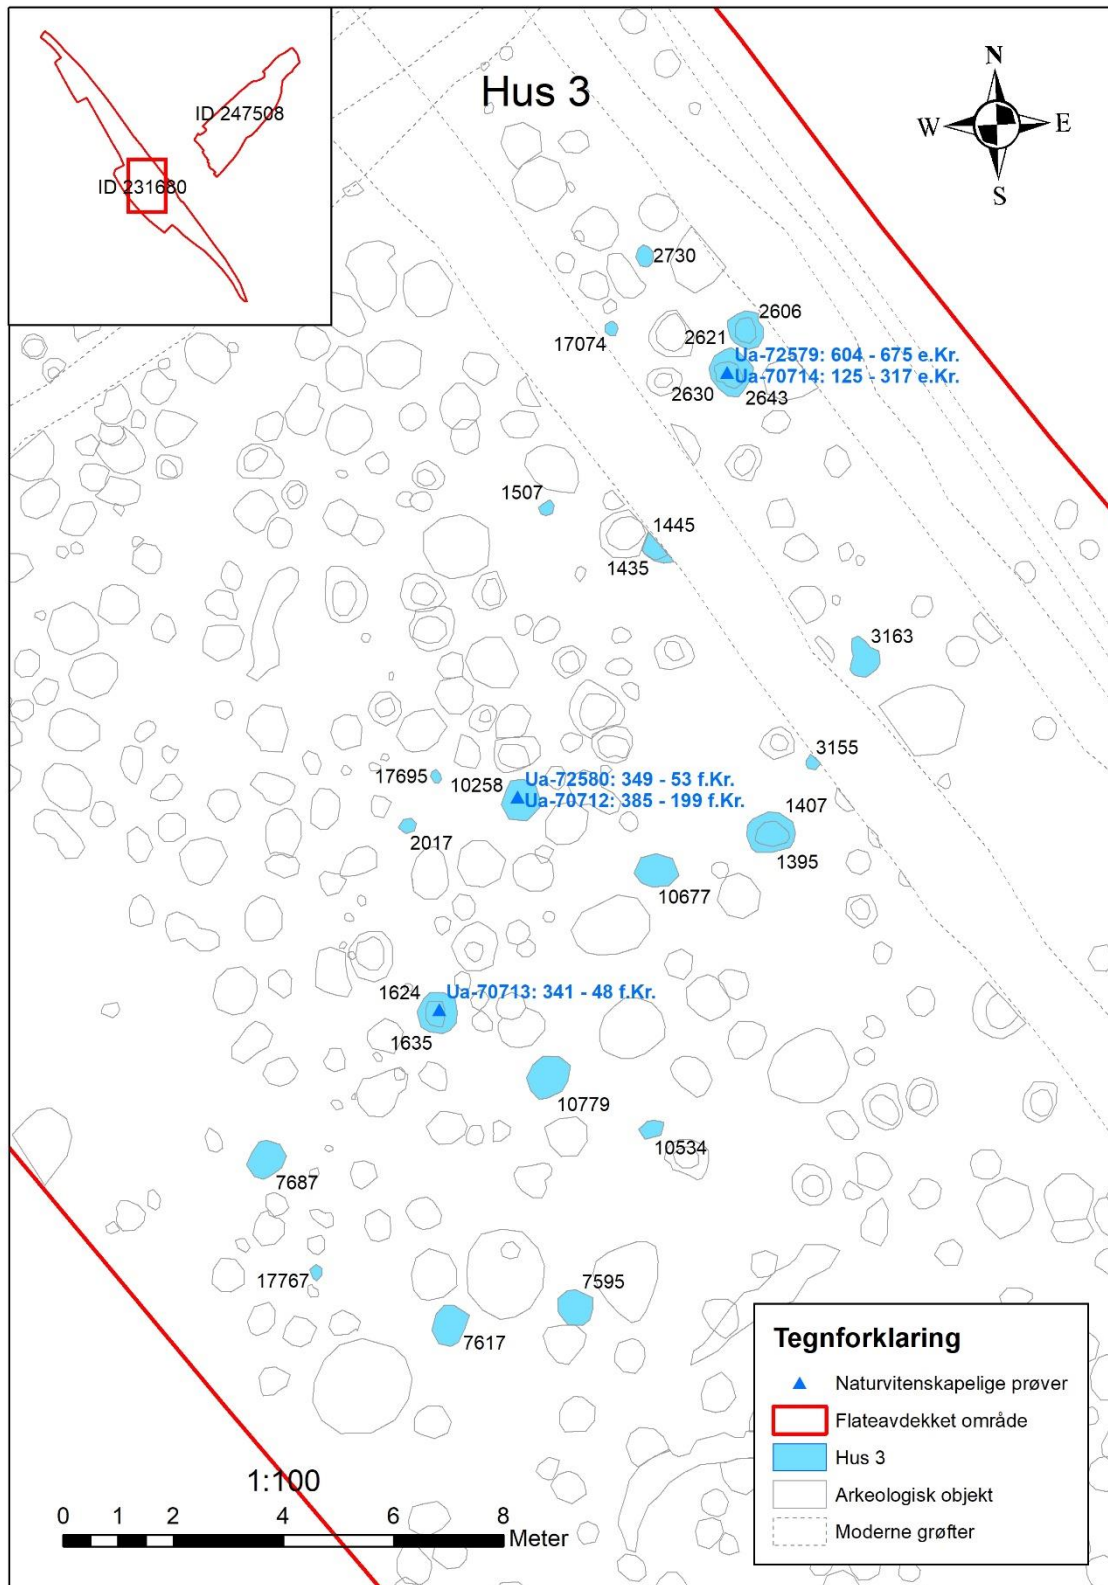 Hus 3
ID 247508
ID 231680
N
W
E
S
2730
17074
2606
2621
Ua-72579: 604 - 675 e.Kr.
Ua-70714: 125 - 317 e.Kr.
2630
2643
1507
1445
1435
3163
3155
17695
10258
Ua-72580: 349 - 53 f.Kr.
Ua-70712: 385 - 199 f.Kr.
2017
1407
1395
10677
1624
Ua-70713: 341 - 48 f.Kr.
1635
10779
10534
7687
17767
7595
7617
Tegnforklaring
Naturvitenskapelige prøver
Flateavdekket område
Hus 3
Arkeologisk objekt
Moderne grøfter
1:100
0 1 2 4 6 8
Meter